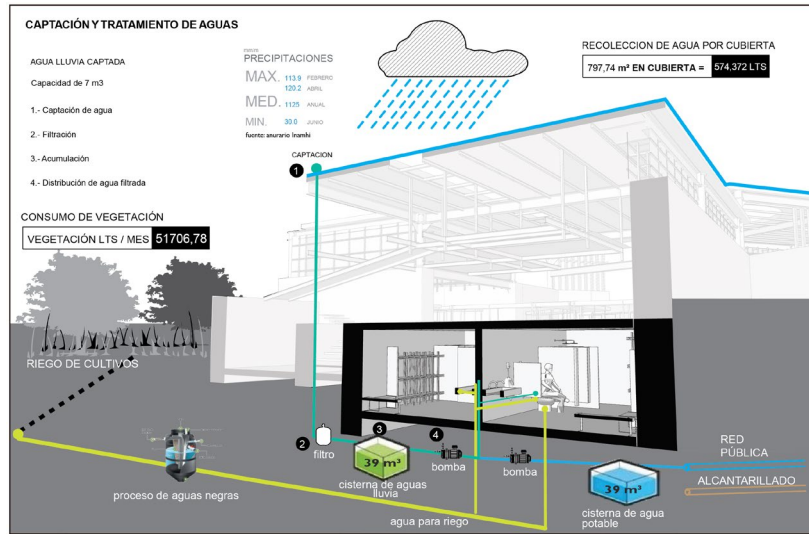 CAPTACIÓN Y TRATAMIENTO DE AGUAS
AGUA LLUVIA CAPTADA
Capacidad de 7 m3
1.- Captación de agua
2.- Filtración
3.- Acumulación
4.- Distribución de agua filtrada
PRECIPITACIONES
MAX. 113.9 FEBRERO
120.2 ABRIL
MED. 1125 ANUAL
MIN. 30.0 JUNIO
fuente: anurario Inamhi
RECOLECCION DE AGUA POR CUBIERTA
797,74 m² EN CUBIERTA = 574,372 LTS
CAPTACION
1
CONSUMO DE VEGETACIÓN
VEGETACIÓN LTS / MES 51706,78
RIEGO DE CULTIVOS
2
filtro
3
39 m³
cisterna de aguas
lluvia
4
bomba
bomba
39 m³
cisterna de agua
potable
RED
PÚBLICA
ALCANTARILLADO
proceso de aguas negras
agua para riego